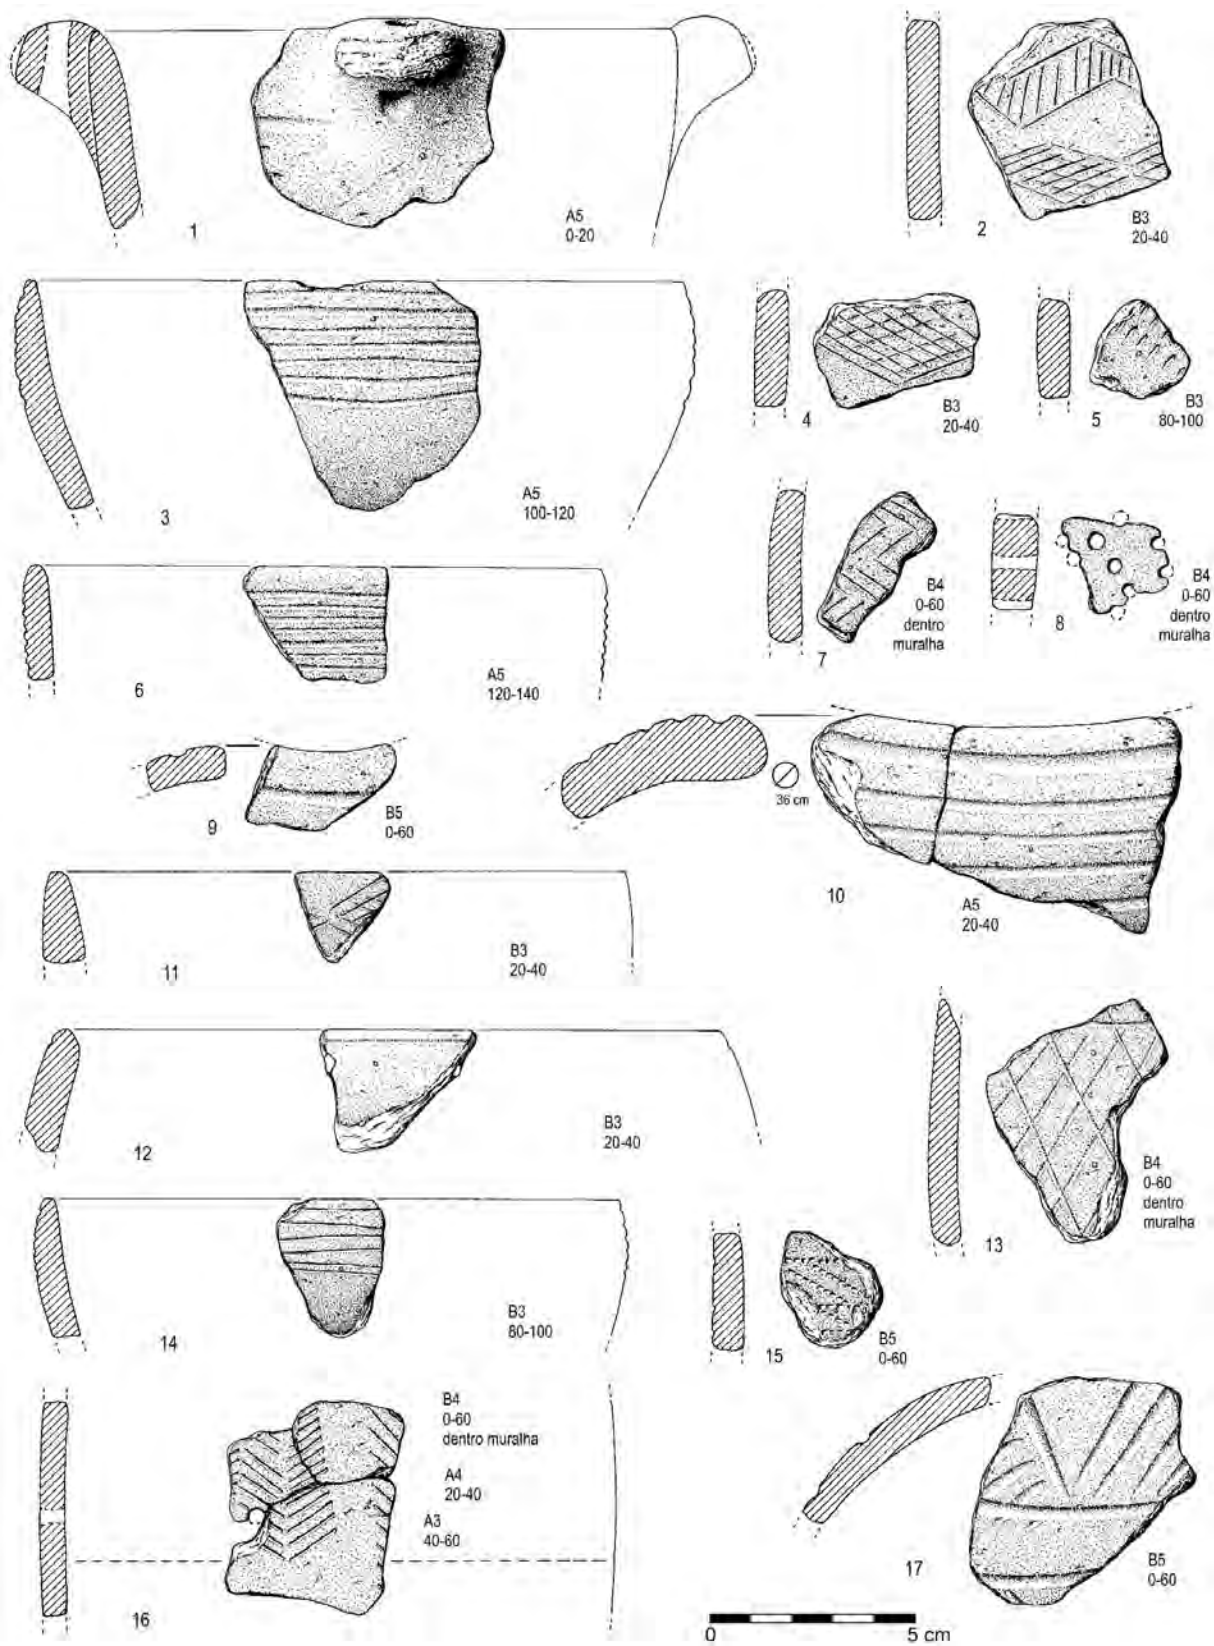 1
A5
0-20
2
B3
20-40
3
A5
100-120
4
B3
20-40
5
B3
80-100
6
A5
120-140
7
B4
0-60
dentro
muralha
8
B4
0-60
dentro
muralha
9
B5
0-60
36 cm
10
A5
20-40
11
B3
20-40
12
B3
20-40
13
B4
0-60
dentro
muralha
14
B3
80-100
15
B5
0-60
16
B4
0-60
dentro muralha
A4
20-40
A3
40-60
17
B5
0-60
0
5 cm